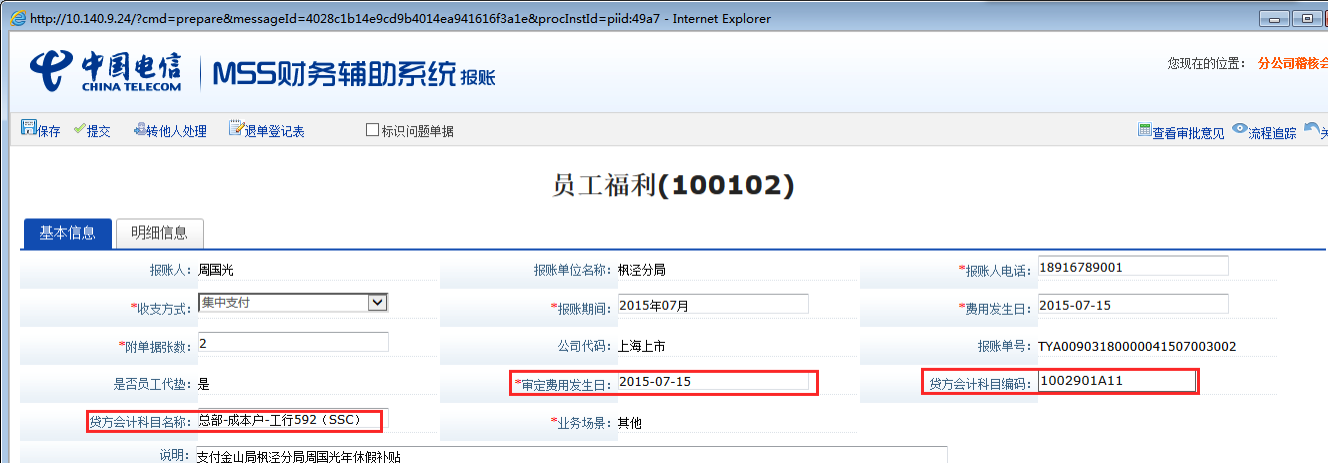 http://10.140.9.24/?cmd=prepare&messageId=4028c1b14e9cd9b4014ea941616f3a1e&procInstId=piid:49a7 - Internet Explorer
中国电信
CHINA TELECOM
MSS财务辅助系统 报账
您现在的位置： 分公司稽核会
保存 提交 转他人处理 退单登记表 标识问题单据 查看审批意见 流程追踪
员工福利(100102)
基本信息 明细信息
报账人： 周国光 报账单位名称： 枫泾分局 *报账人电话： 18916789001
*收支方式： 集中支付 *报账期间： 2015年07月 *费用发生日： 2015-07-15
*附单据张数： 2 公司代码： 上海上市 报账单号： TYA00903180000041507003002
是否员工代垫： 是 *审定费用发生日： 2015-07-15 贷方会计科目编码： 1002901A11
贷方会计科目名称： 总部-成本户-工行592（SSC） *业务场景： 其他
说明： 支付金山局枫泾分局周国光年休假补贴